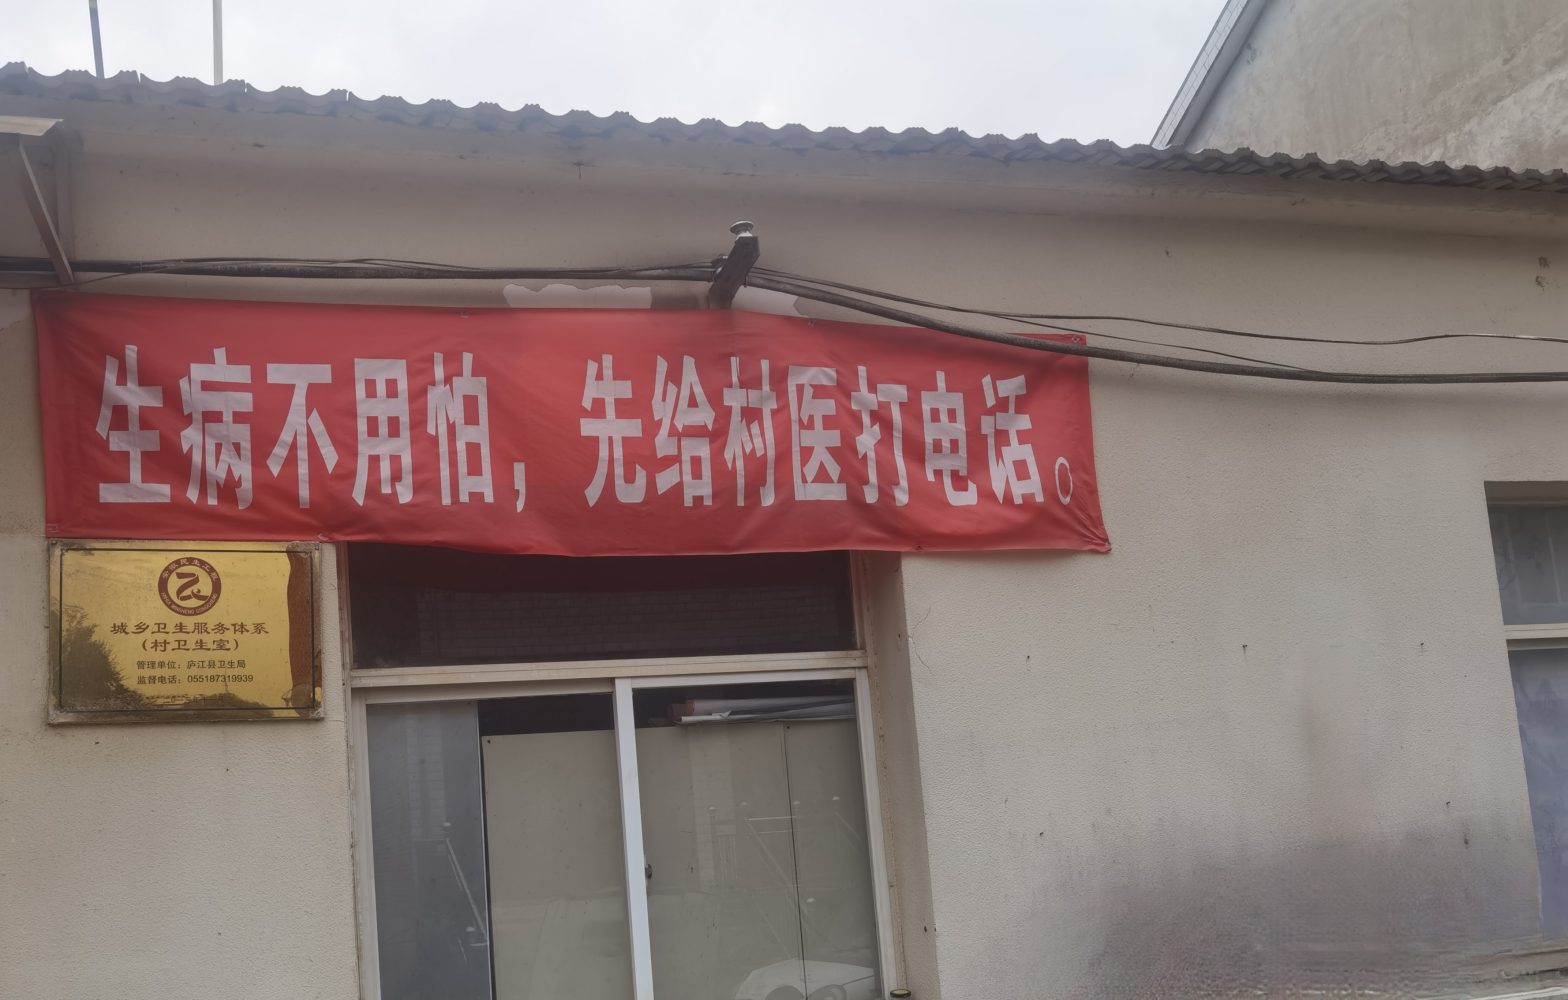 生病不用怕，先给村医打电话。
城乡卫生服务体系
（村卫生室）
管理单位：庐江县卫生局
监督电话：055187319939